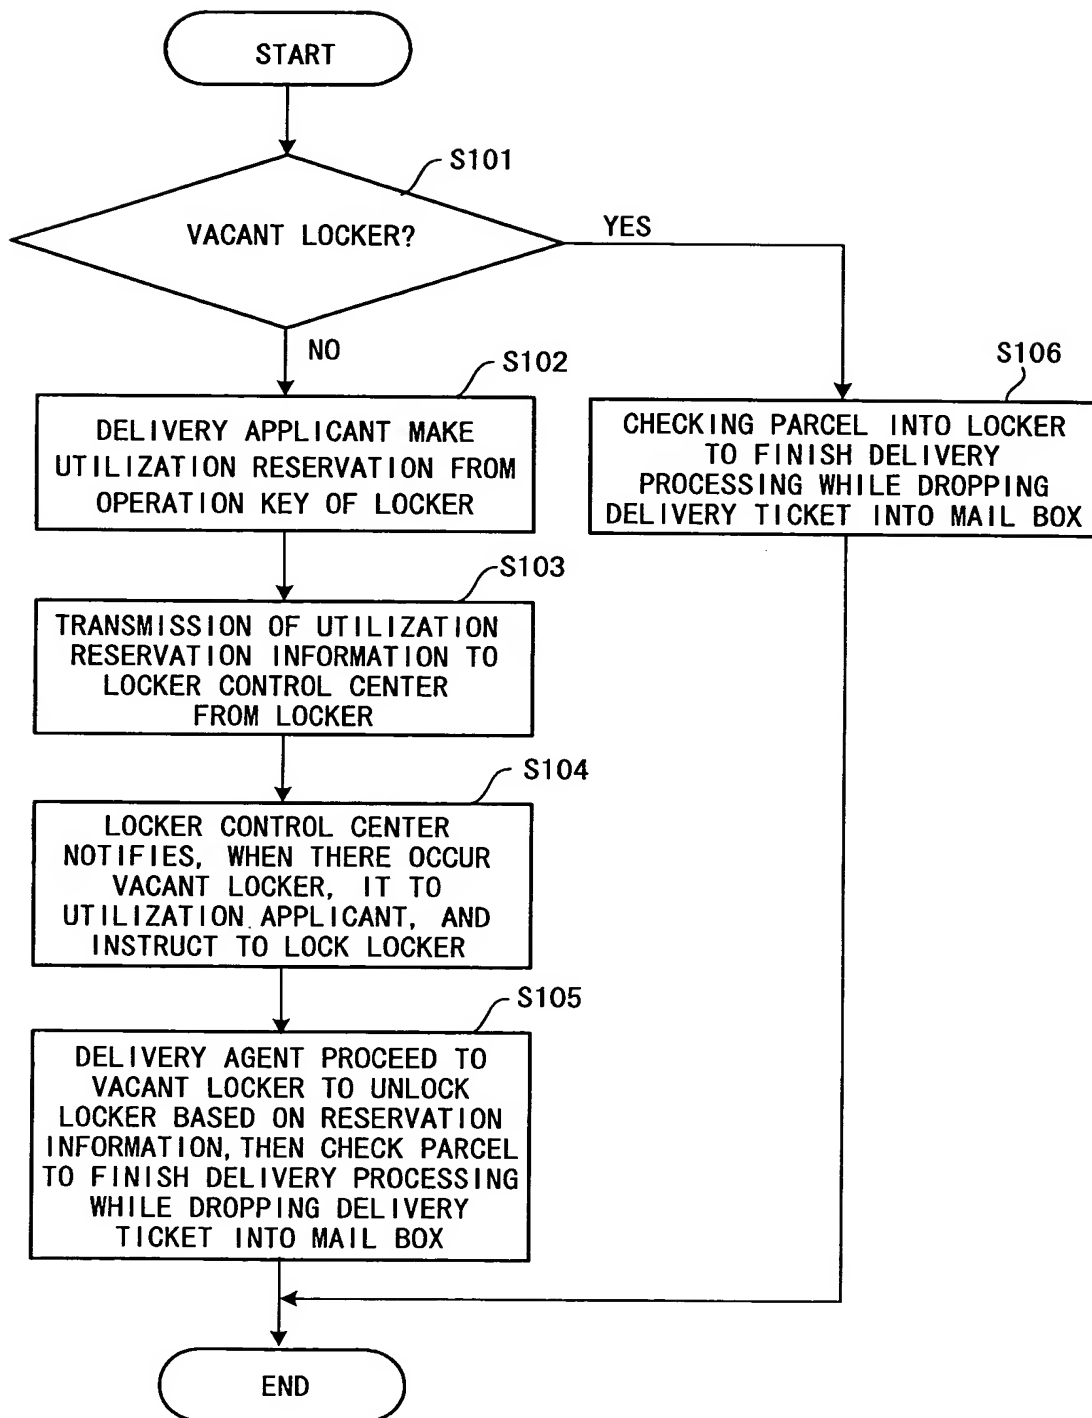 START
S101
VACANT LOCKER?
YES
NO
S102
DELIVERY APPLICANT MAKE
UTILIZATION RESERVATION FROM
OPERATION KEY OF LOCKER
S106
CHECKING PARCEL INTO LOCKER
TO FINISH DELIVERY
PROCESSING WHILE DROPPING
DELIVERY TICKET INTO MAIL BOX
S103
TRANSMISSION OF UTILIZATION
RESERVATION INFORMATION TO
LOCKER CONTROL CENTER
FROM LOCKER
S104
LOCKER CONTROL CENTER
NOTIFIES, WHEN THERE OCCUR
VACANT LOCKER, IT TO
UTILIZATION APPLICANT, AND
INSTRUCT TO LOCK LOCKER
S105
DELIVERY AGENT PROCEED TO
VACANT LOCKER TO UNLOCK
LOCKER BASED ON RESERVATION
INFORMATION, THEN CHECK PARCEL
TO FINISH DELIVERY PROCESSING
WHILE DROPPING DELIVERY
TICKET INTO MAIL BOX
END